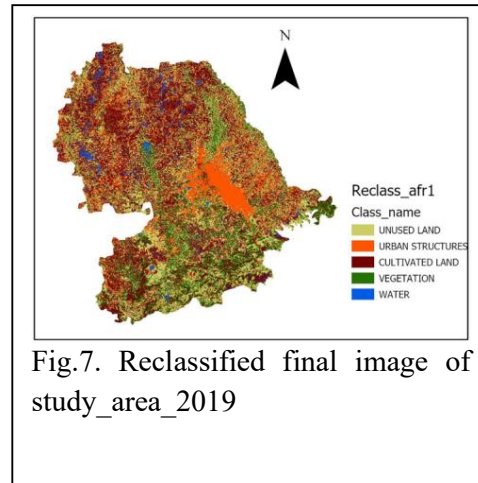 N
Reclass_afr1
Class_name
UNUSED LAND
URBAN STRUCTURES
CULTIVATED LAND
VEGETATION
WATER
Fig.7. Reclassified final image of
study_area_2019